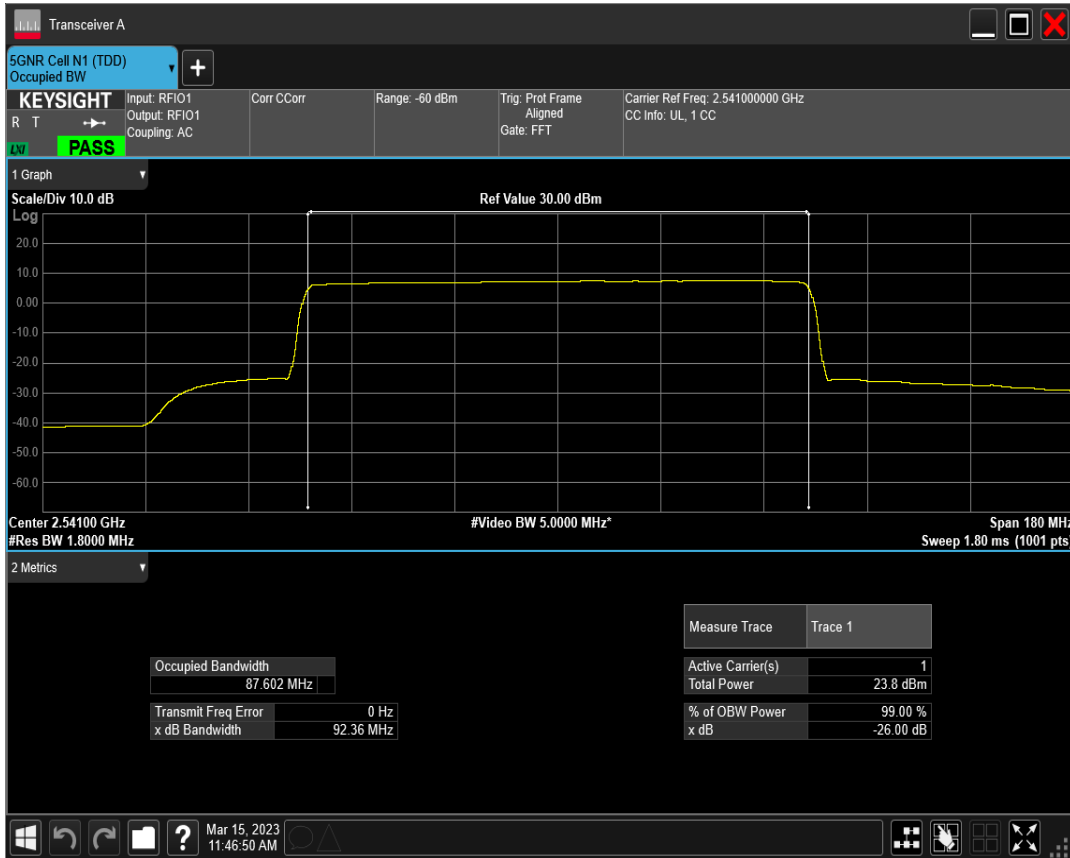 Transceiver A
5GNR Cell N1 (TDD)
Occupied BW
+
KEYSIGHT
R T
LXI
PASS
Input: RFIO1
Output: RFIO1
Coupling: AC
Corr CCorr
Range: -60 dBm
Trig: Prot Frame
Aligned
Gate: FFT
Carrier Ref Freq: 2.541000000 GHz
CC Info: UL, 1 CC
1 Graph
Scale/Div 10.0 dB
Ref Value 30.00 dBm
Log
20.0
10.0
0.00
-10.0
-20.0
-30.0
-40.0
-50.0
-60.0
Center 2.54100 GHz
#Video BW 5.0000 MHz*
Span 180 MHz
#Res BW 1.8000 MHz
Sweep 1.80 ms (1001 pts)
2 Metrics
Measure Trace Trace 1
Occupied Bandwidth
87.602 MHz
Active Carrier(s) 1
Total Power 23.8 dBm
Transmit Freq Error 0 Hz
x dB Bandwidth 92.36 MHz
% of OBW Power 99.00 %
x dB -26.00 dB
?
Mar 15, 2023
11:46:50 AM